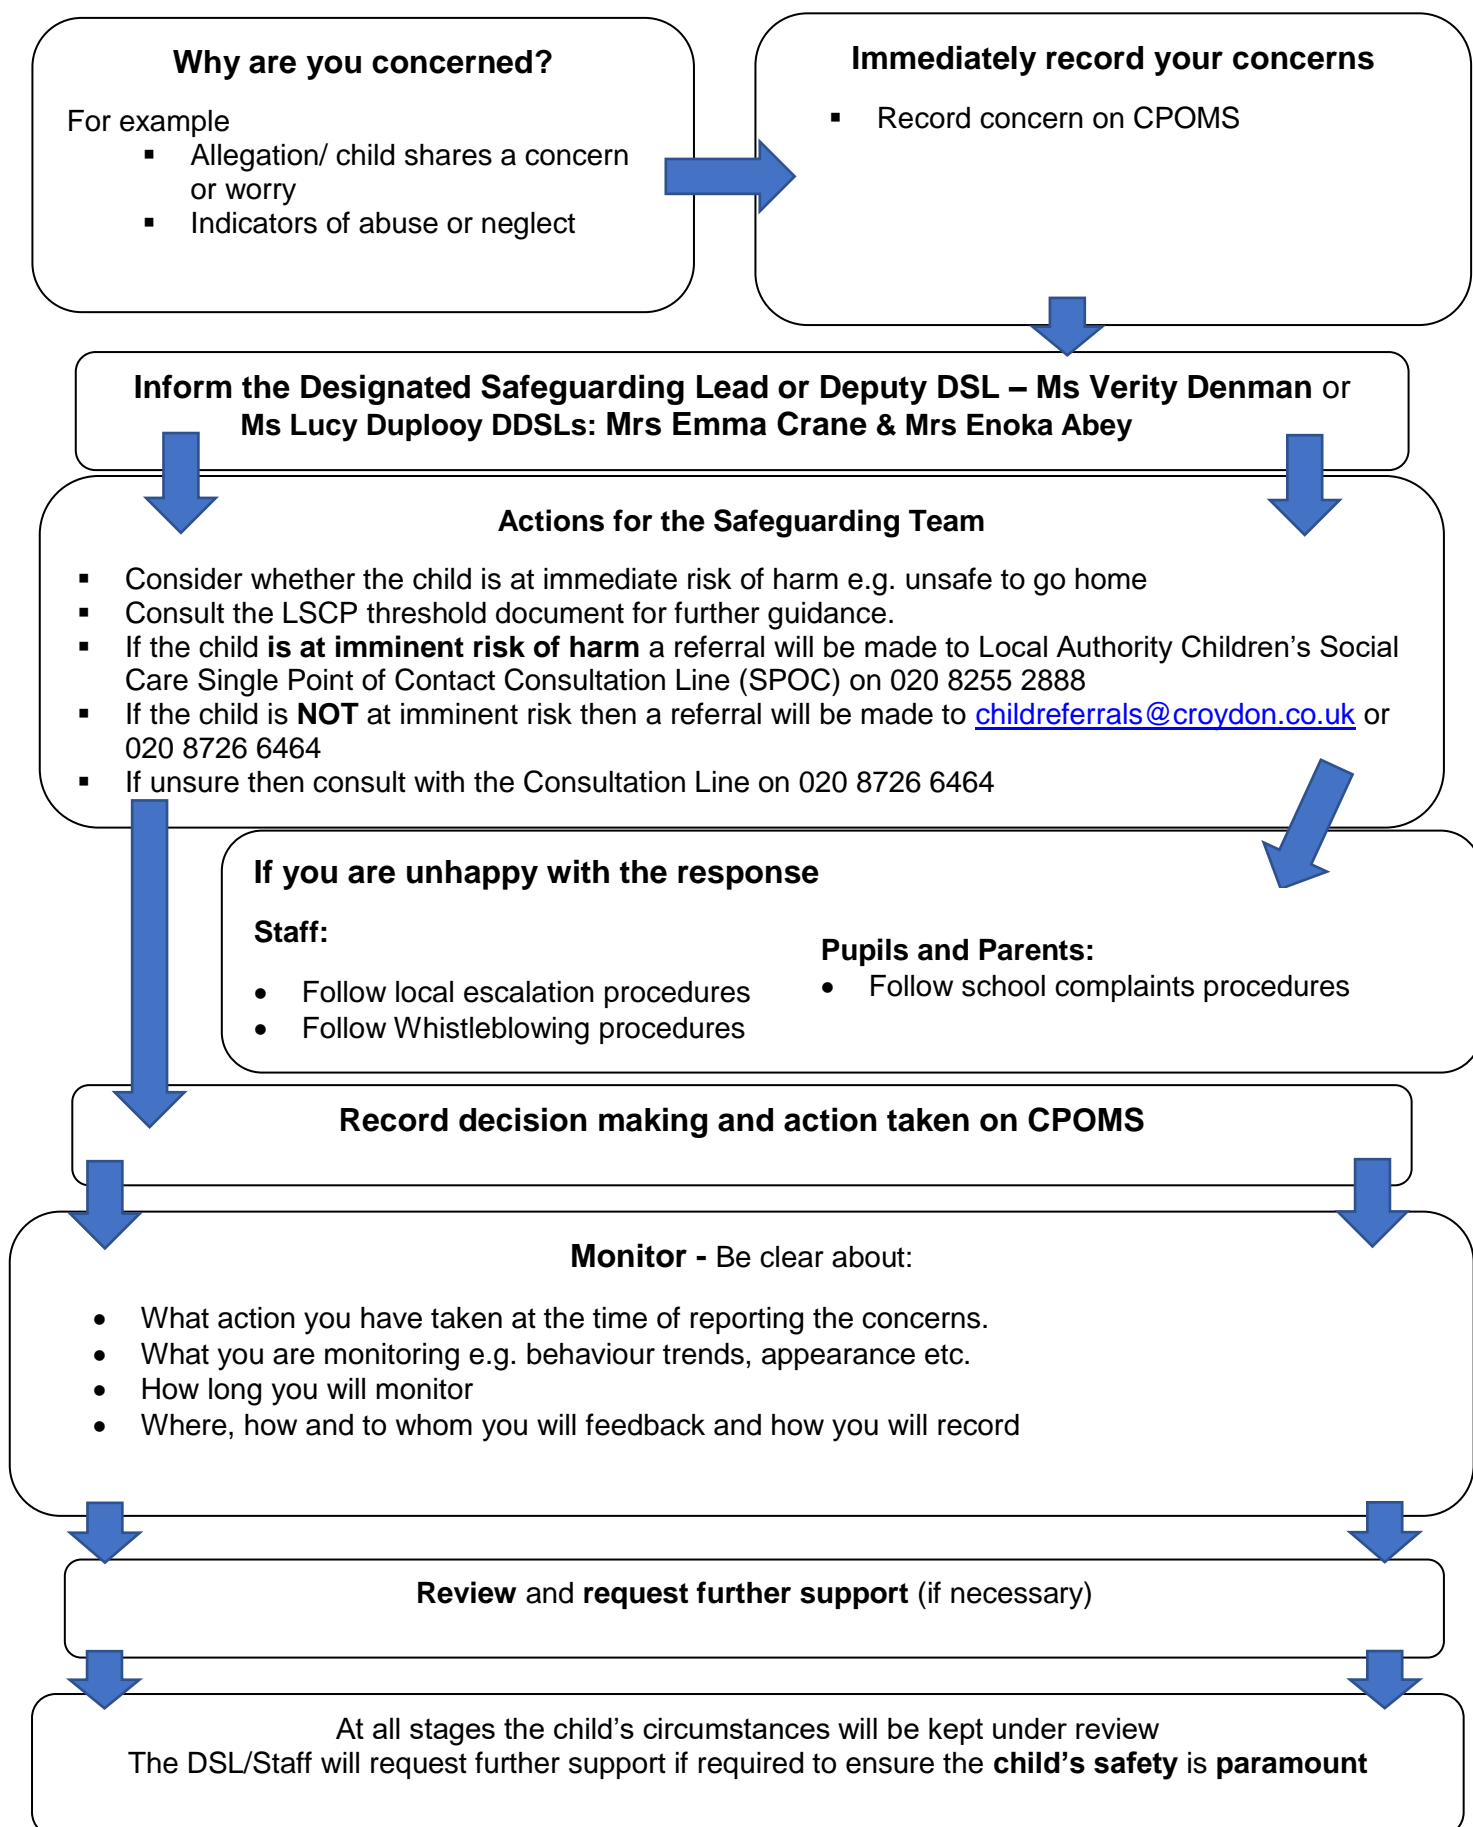 Why are you concerned?
For example
▪ Allegation/ child shares a concern
or worry
▪ Indicators of abuse or neglect
Immediately record your concerns
▪ Record concern on CPOMS
Inform the Designated Safeguarding Lead or Deputy DSL – Ms Verity Denman or
Ms Lucy Duplooy DDSLs: Mrs Emma Crane & Mrs Enoka Abey
Actions for the Safeguarding Team
▪ Consider whether the child is at immediate risk of harm e.g. unsafe to go home
▪ Consult the LSCP threshold document for further guidance.
▪ If the child is at imminent risk of harm a referral will be made to Local Authority Children’s Social
Care Single Point of Contact Consultation Line (SPOC) on 020 8255 2888
▪ If the child is NOT at imminent risk then a referral will be made to childreferrals@croydon.co.uk or
020 8726 6464
▪ If unsure then consult with the Consultation Line on 020 8726 6464
If you are unhappy with the response
Staff:
• Follow local escalation procedures
• Follow Whistleblowing procedures
Pupils and Parents:
• Follow school complaints procedures
Record decision making and action taken on CPOMS
Monitor - Be clear about:
• What action you have taken at the time of reporting the concerns.
• What you are monitoring e.g. behaviour trends, appearance etc.
• How long you will monitor
• Where, how and to whom you will feedback and how you will record
Review and request further support (if necessary)
At all stages the child’s circumstances will be kept under review
The DSL/Staff will request further support if required to ensure the child’s safety is paramount